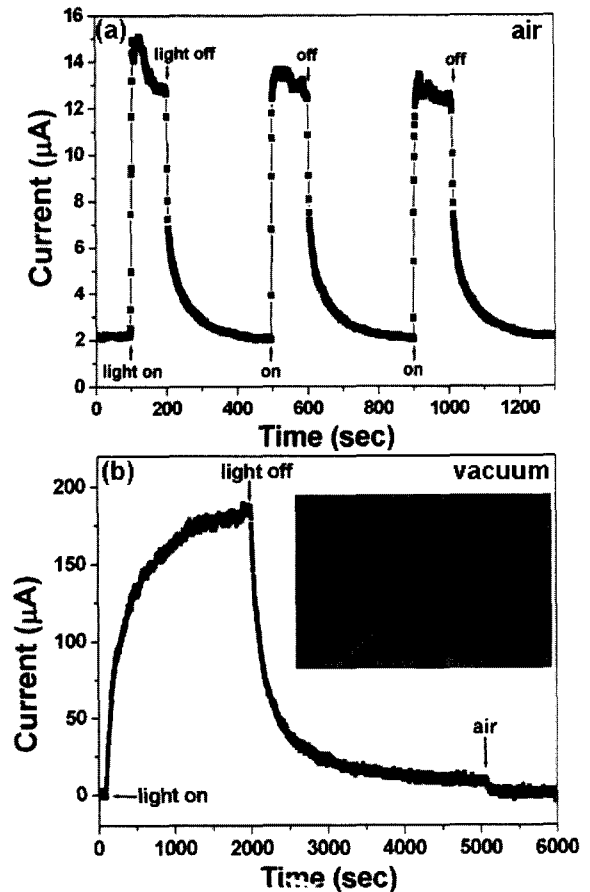 (a)
air
light off
off
off
16
14
12
10
8
6
4
2
0
Current (μA)
light on
on
on
0 200 400 600 800 1000 1200
Time (sec)
(b)
light off
vacuum
200
150
100
50
0
Current (μA)
air
light on
0 1000 2000 3000 4000 5000 6000
Time (sec)